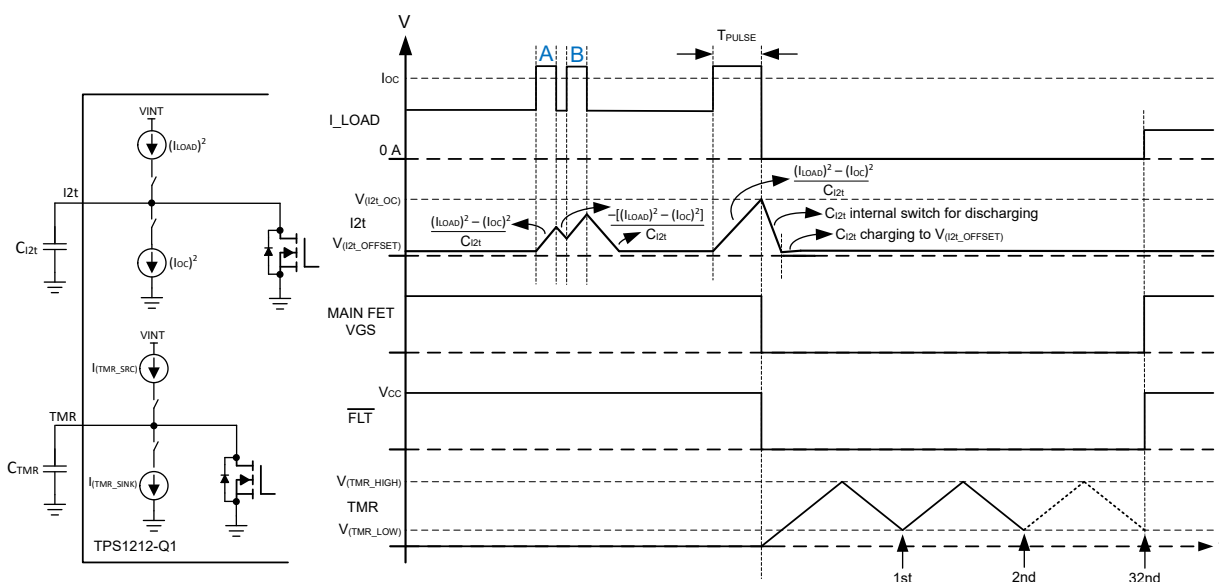 VINT
(ILOAD)²
I2t
CI2t
(IOC)²
VINT
I(TMR_SRC)
TMR
CTMR
I(TMR_SINK)
TPS1212-Q1
V
TPULSE
A
B
IOC
I_LOAD
0 A
V(I2t_OC)
I2t
V(I2t_OFFSET)
(ILOAD)² – (IOC)²
CI2t
-[(ILOAD)² – (IOC)²]
CI2t
(ILOAD)² – (IOC)²
CI2t
CI2t internal switch for discharging
CI2t charging to V(I2t_OFFSET)
MAIN FET
VGS
VCC
FLT
V(TMR_HIGH)
TMR
V(TMR_LOW)
1st
2nd
32nd